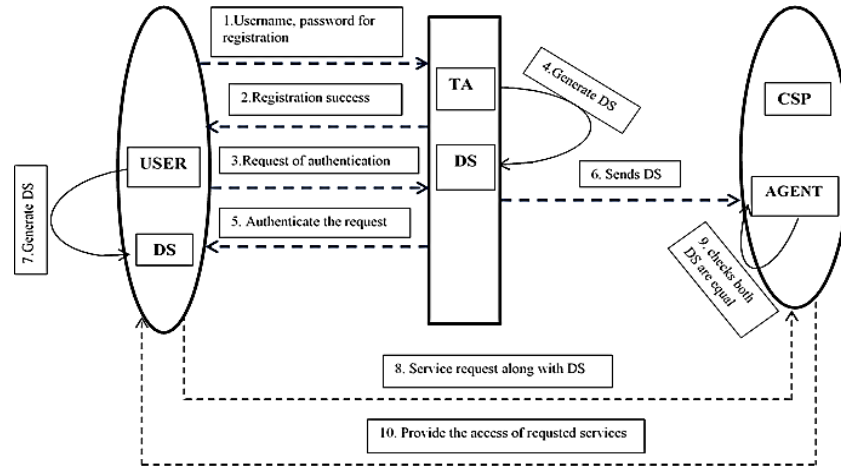 1.Username, password for
registration
2.Registration success
3.Request of authentication
5. Authenticate the request
USER
DS
7.Generate DS
TA
DS
4.Generate DS
6. Sends DS
CSP
AGENT
9. checks both
DS are equal
8. Service request along with DS
10. Provide the access of requsted services